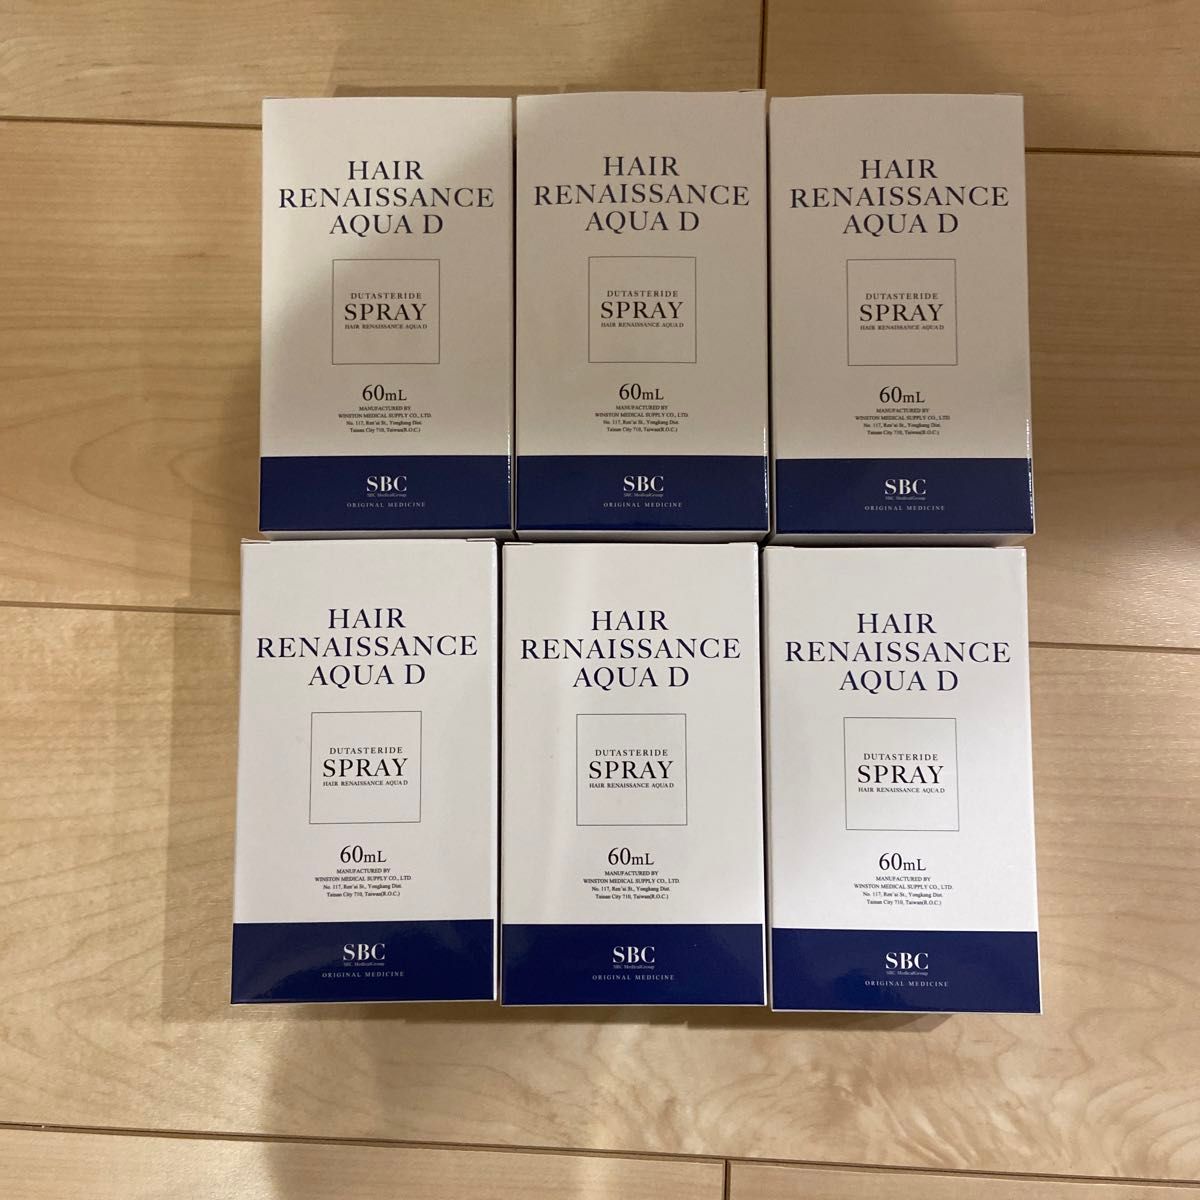 HAIR
RENAISSANCE
AQUA D
DUTASTERIDE
SPRAY
HAIR RENAISSANCE AQUA D
60mL
MANUFACTURED BY
WINSTON MEDICAL SUPPLY CO., LTD.
No. 117, Ren'ai St., Yongkang Dist.
Tainan City 710, Taiwan(R.O.C.)
SBC
SBC MedicalGroup
ORIGINAL MEDICINE
HAIR
RENAISSANCE
AQUA D
DUTASTERIDE
SPRAY
HAIR RENAISSANCE AQUA D
60mL
MANUFACTURED BY
WINSTON MEDICAL SUPPLY CO., LTD.
No. 117, Ren'ai St., Yongkang Dist.
Tainan City 710, Taiwan(R.O.C.)
SBC
SBC MedicalGroup
ORIGINAL MEDICINE
HAIR
RENAISSANCE
AQUA D
DUTASTERIDE
SPRAY
HAIR RENAISSANCE AQUA D
60mL
MANUFACTURED BY
WINSTON MEDICAL SUPPLY CO., LTD.
No. 117, Ren'ai St., Yongkang Dist.
Tainan City 710, Taiwan(R.O.C.)
SBC
SBC MedicalGroup
ORIGINAL MEDICINE
HAIR
RENAISSANCE
AQUA D
DUTASTERIDE
SPRAY
HAIR RENAISSANCE AQUA D
60mL
MANUFACTURED BY
WINSTON MEDICAL SUPPLY CO., LTD.
No. 117, Ren'ai St., Yongkang Dist.
Tainan City 710, Taiwan(R.O.C.)
SBC
SBC MedicalGroup
ORIGINAL MEDICINE
HAIR
RENAISSANCE
AQUA D
DUTASTERIDE
SPRAY
HAIR RENAISSANCE AQUA D
60mL
MANUFACTURED BY
WINSTON MEDICAL SUPPLY CO., LTD.
No. 117, Ren'ai St., Yongkang Dist.
Tainan City 710, Taiwan(R.O.C.)
SBC
SBC MedicalGroup
ORIGINAL MEDICINE
HAIR
RENAISSANCE
AQUA D
DUTASTERIDE
SPRAY
HAIR RENAISSANCE AQUA D
60mL
MANUFACTURED BY
WINSTON MEDICAL SUPPLY CO., LTD.
No. 117, Ren'ai St., Yongkang Dist.
Tainan City 710, Taiwan(R.O.C.)
SBC
SBC MedicalGroup
ORIGINAL MEDICINE